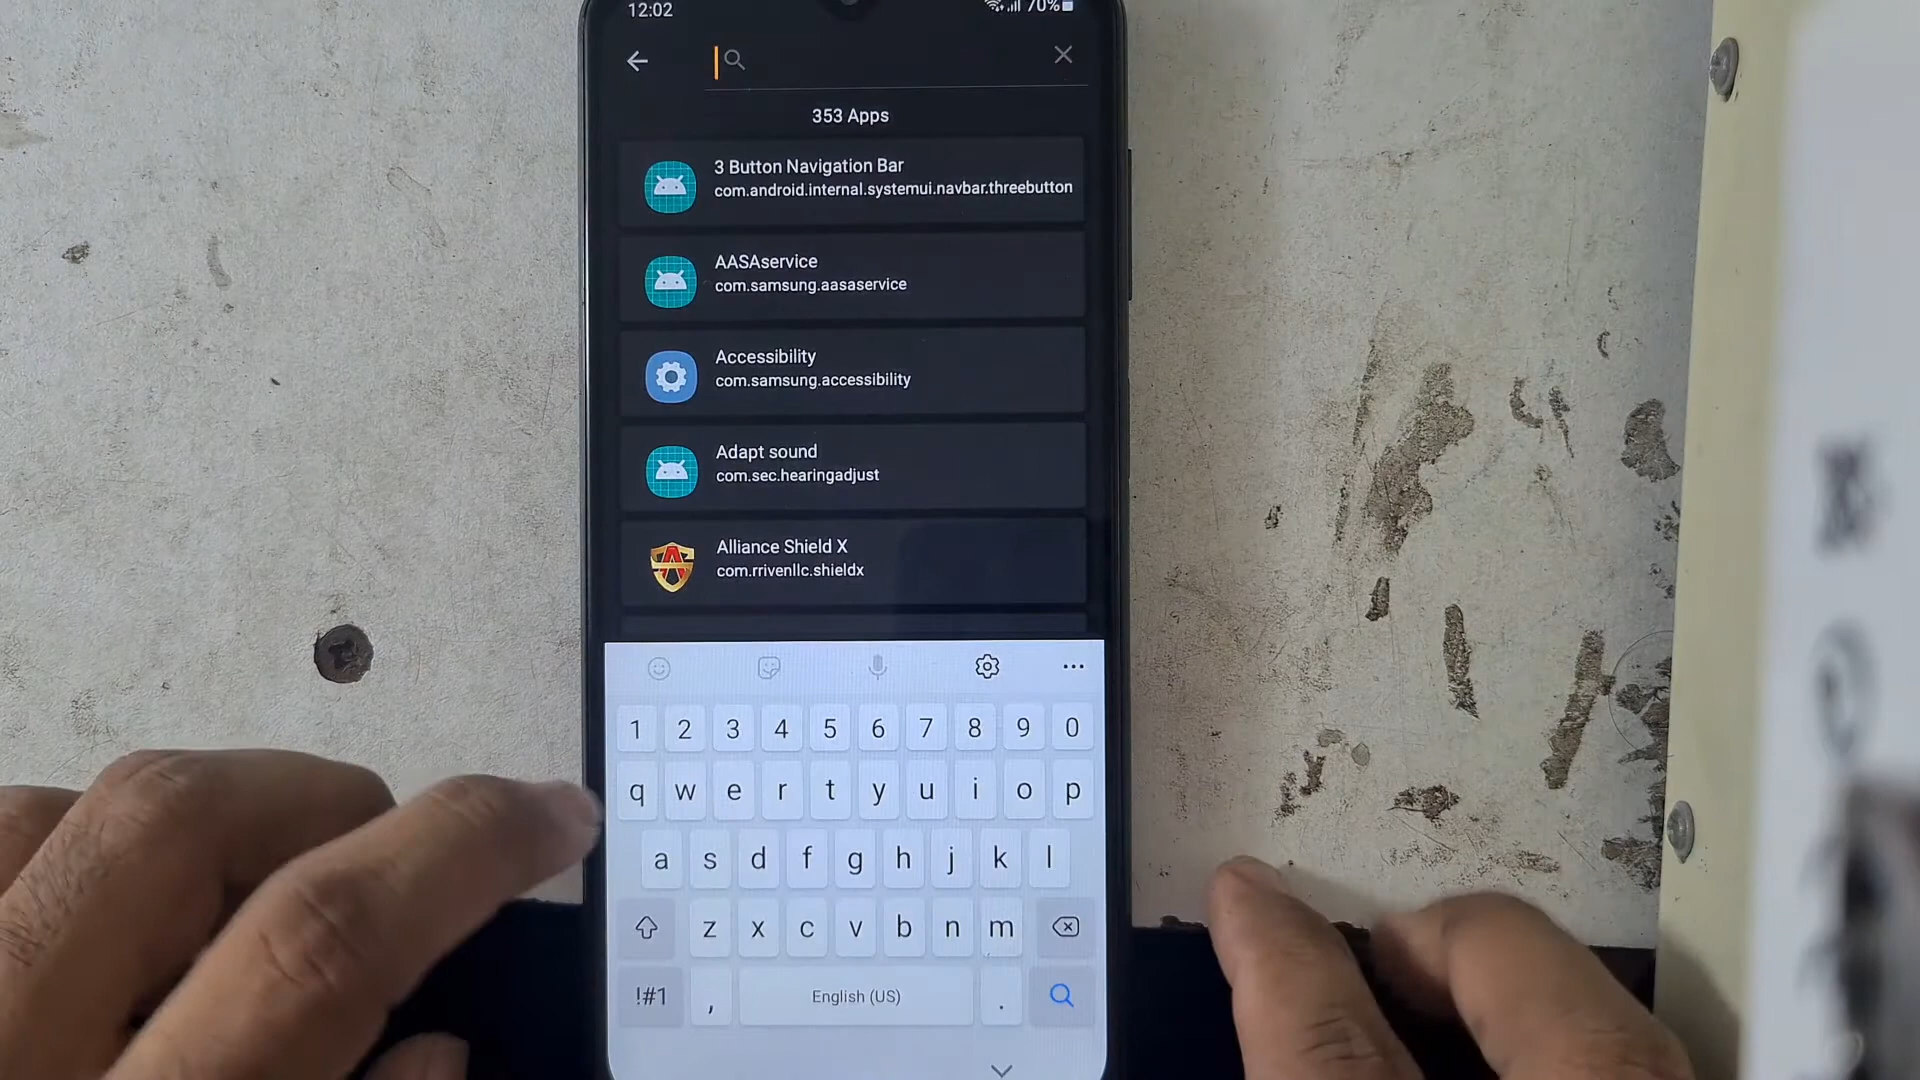 12:02
70%
353 Apps
3 Button Navigation Bar
com.android.internal.systemui.navbar.threebutton
AASAservice
com.samsung.aasaservice
Accessibility
com.samsung.accessibility
Adapt sound
com.sec.hearingadjust
Alliance Shield X
com.rrivenllc.shieldx
1 2 3 4 5 6 7 8 9 0
q w e r t y u i o p
a s d f g h j k l
z x c v b n m
!#1 , English (US) .